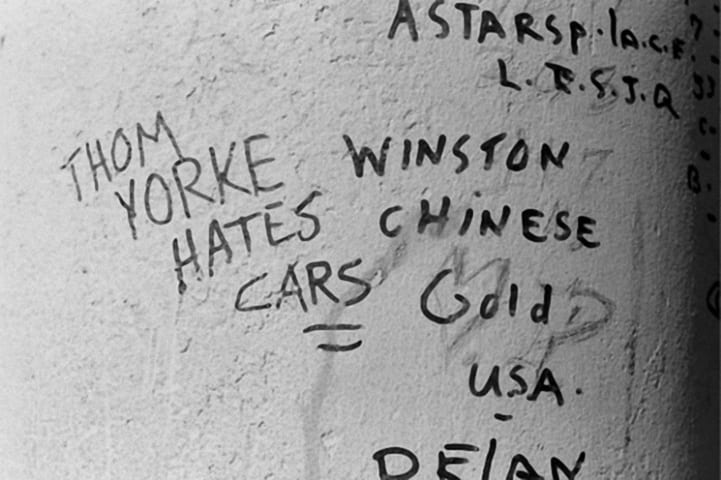 ASTARSp.la.C.E.
THOM
YORKE
HATES
CARS
WINSTON
CHiNESE
Gold
USA.